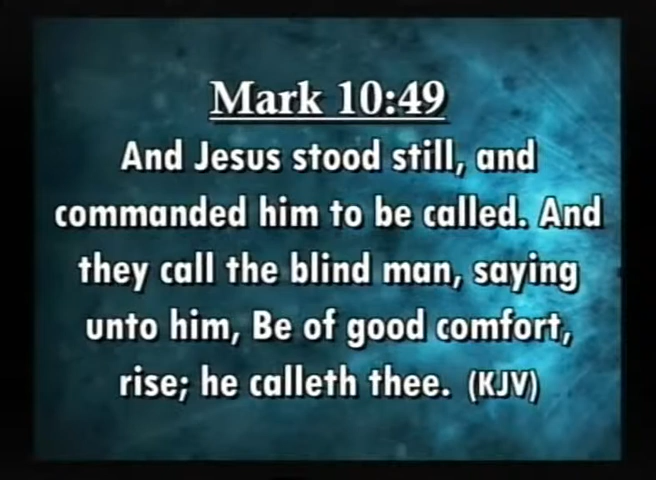 Mark 10:49
And Jesus stood still, and
commanded him to be called. And
they call the blind man, saying
unto him, Be of good comfort,
rise; he calleth thee. (KJV)